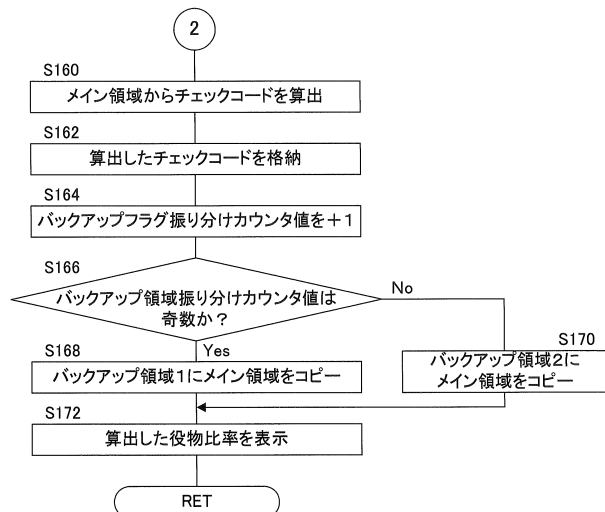 2
S160
メイン領域からチェックコードを算出
S162
算出したチェックコードを格納
S164
バックアップフラグ振り分けカウンタ値を+1
S166
バックアップ領域振り分けカウンタ値は
奇数か?
No
Yes
S168
バックアップ領域1にメイン領域をコピー
S170
バックアップ領域2に
メイン領域をコピー
S172
算出した役物比率を表示
RET